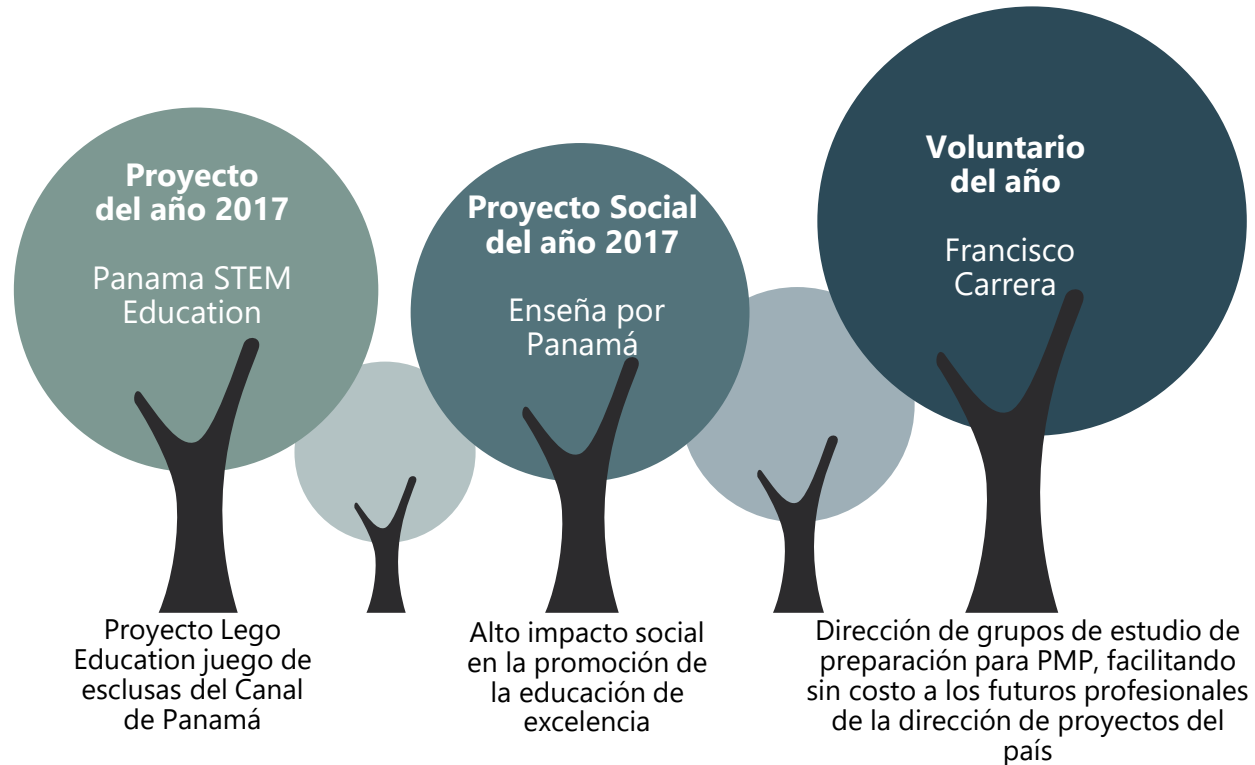 Proyecto
del año 2017
Panama STEM
Education
Proyecto Social
del año 2017
Enseña por
Panamá
Voluntario
del año
Francisco
Carrera
Proyecto Lego
Education juego de
esclusas del Canal
de Panamá
Alto impacto social
en la promoción de
la educación de
excelencia
Dirección de grupos de estudio de
preparación para PMP, facilitando
sin costo a los futuros profesionales
de la dirección de proyectos del
país